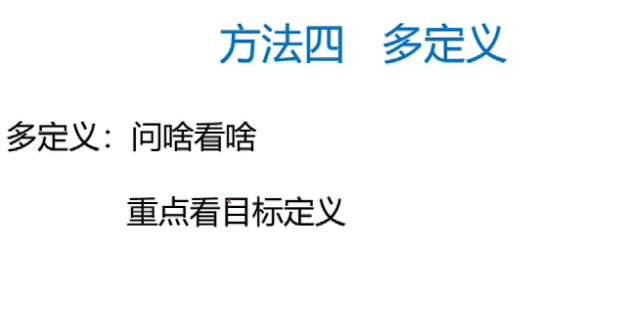 方法四 多定义
多定义：问啥看啥
重点看目标定义